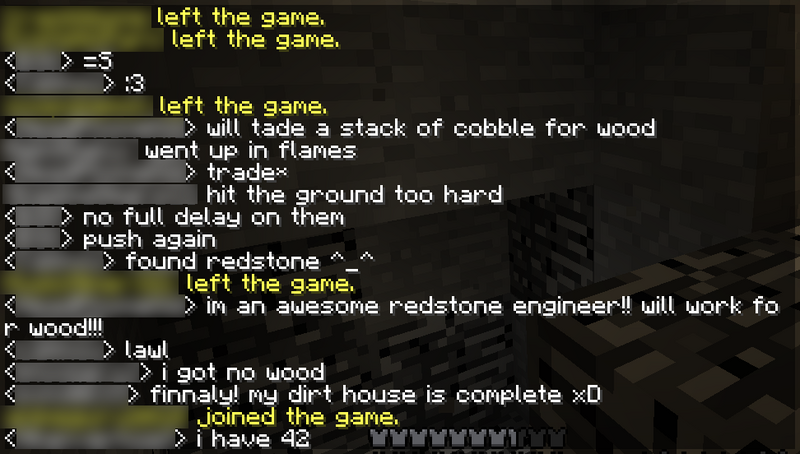 left the game.
left the game.
< > =S
< > :3
left the game.
< > will tade a stack of cobble for wood
went up in flames
< > trade*
hit the ground too hard
< > no full delay on them
< > push again
< > found redstone ^_^
left the game.
< > im an awesome redstone engineer!! will work fo
r wood!!!
< > lawl
< > i got no wood
< > finnaly! my dirt house is complete xD
joined the game.
< > i have 42